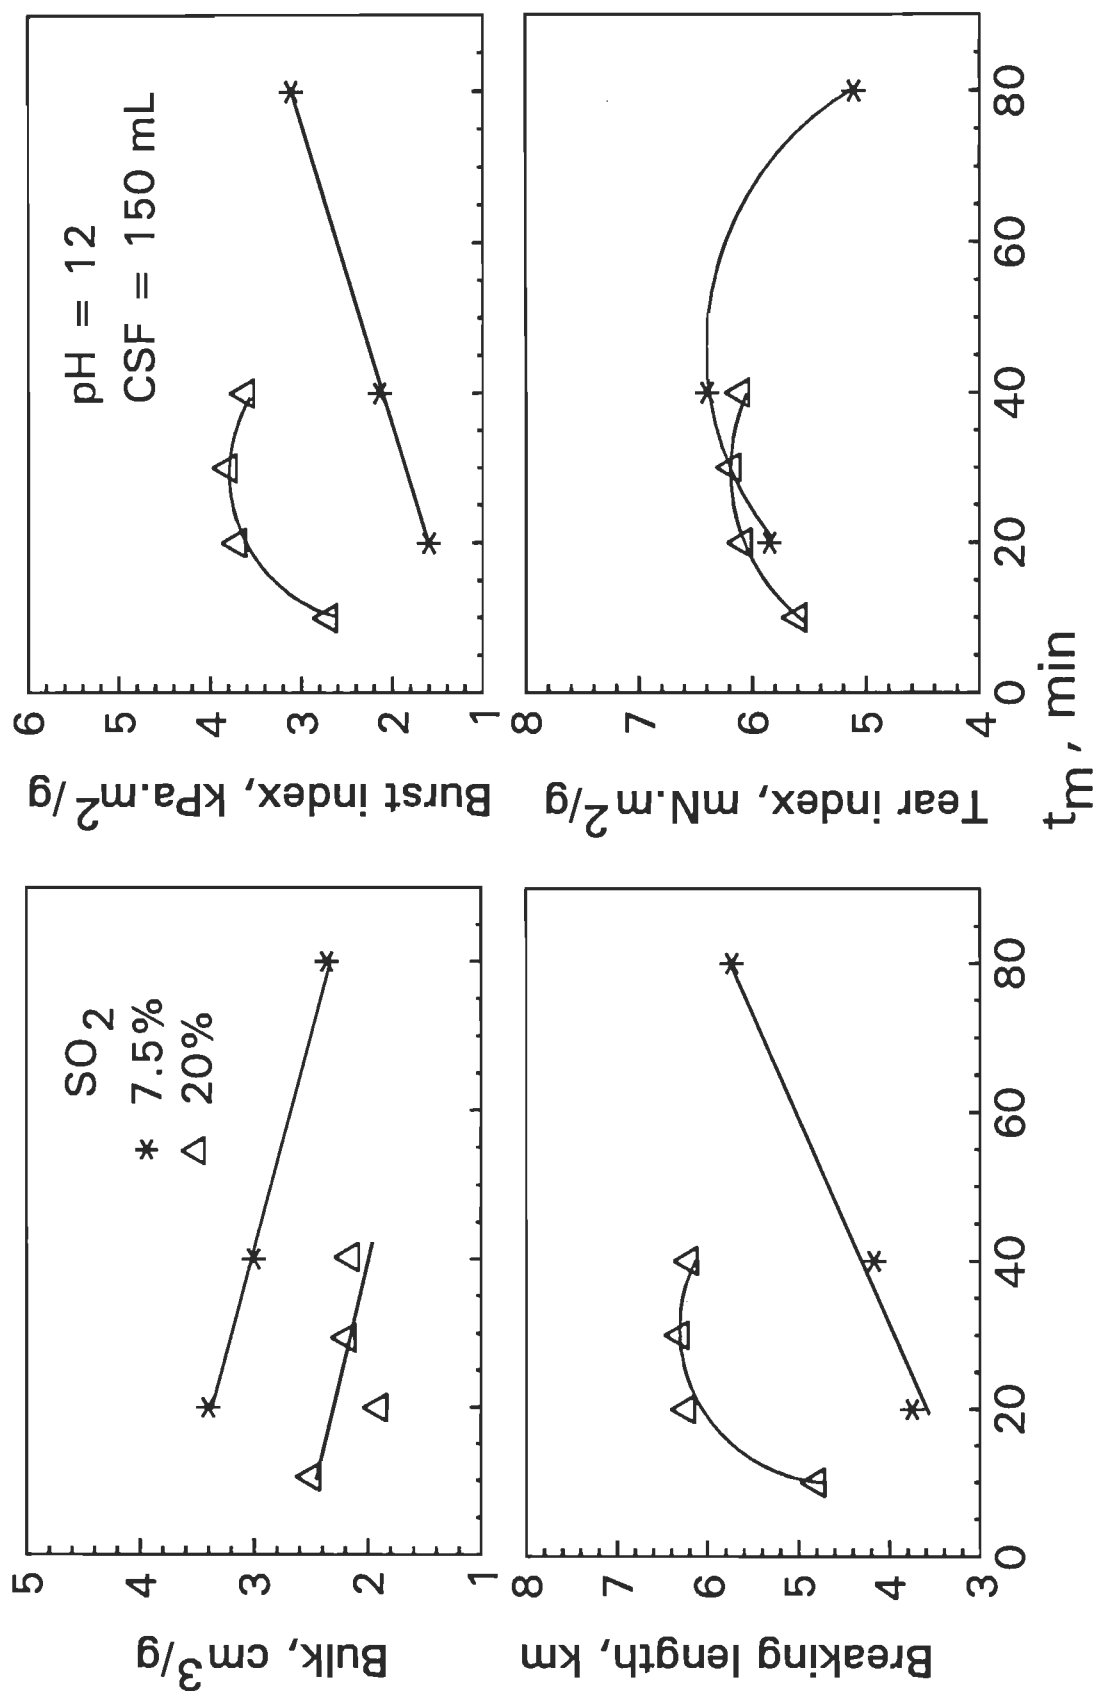 Bulk, cm3/g
5
4
3
2
1
SO2
7.5%
20%
Burst index, kPa.m2/g
6
5
4
3
2
1
pH = 12
CSF = 150 mL
Breaking length, km
8
7
6
5
4
3
0 20 40 60 80
Tear index, mN.m2/g
8
7
6
5
4
0 20 40 60 80
tm, min